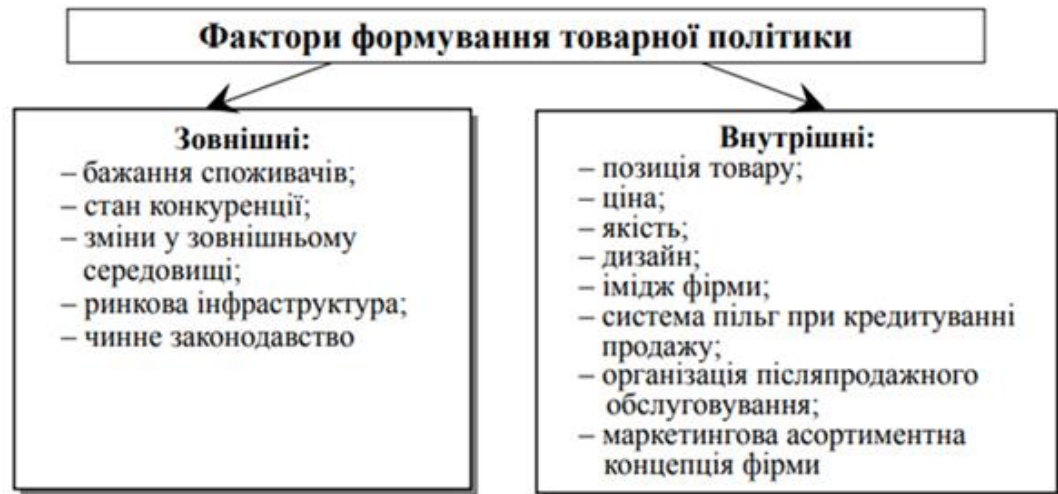 Фактори формування товарної політики
Зовнішні:
– бажання споживачів;
– стан конкуренції;
– зміни у зовнішньому
середовищі;
– ринкова інфраструктура;
– чинне законодавство
Внутрішні:
– позиція товару;
– ціна;
– якість;
– дизайн;
– імідж фірми;
– система пільг при кредитуванні
продажу;
– організація післяпродажного
обслуговування;
– маркетингова асортиментна
концепція фірми